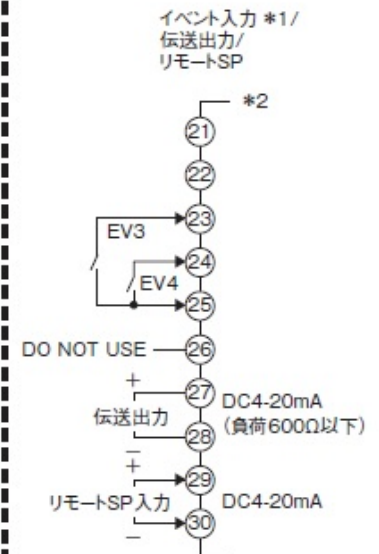 イベント入力 *1/
伝送出力/
リモートSP
*2
21
22
23
EV3
24
EV4
25
DO NOT USE
26
+
27
DC4-20mA
伝送出力
(負荷600Ω以下)
28
−
+
29
リモートSP入力
DC4-20mA
30
−